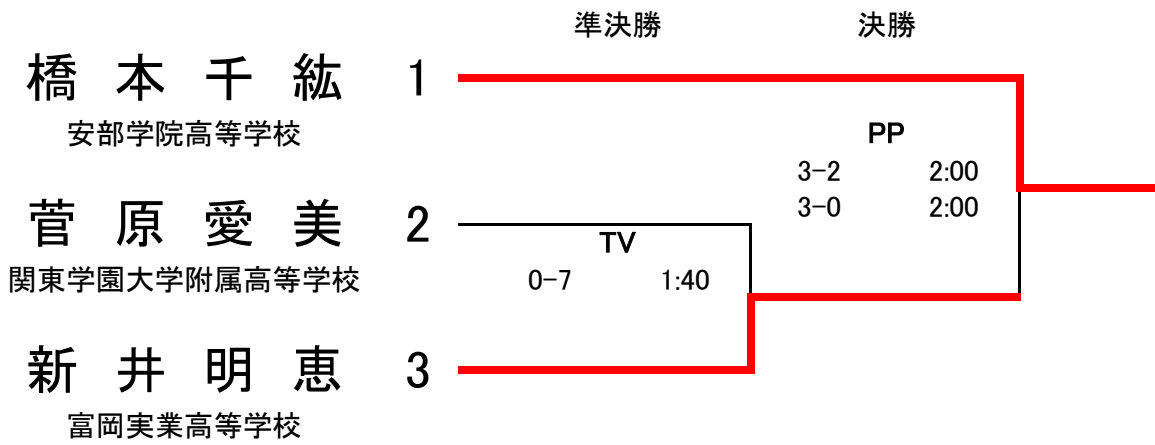 準決勝 決勝
橋本千紘 1
安部学院高等学校
PP
3-2 2:00
3-0 2:00
菅原愛美 2
TV
関東学園大学附属高等学校
0-7 1:40
新井明恵 3
富岡実業高等学校